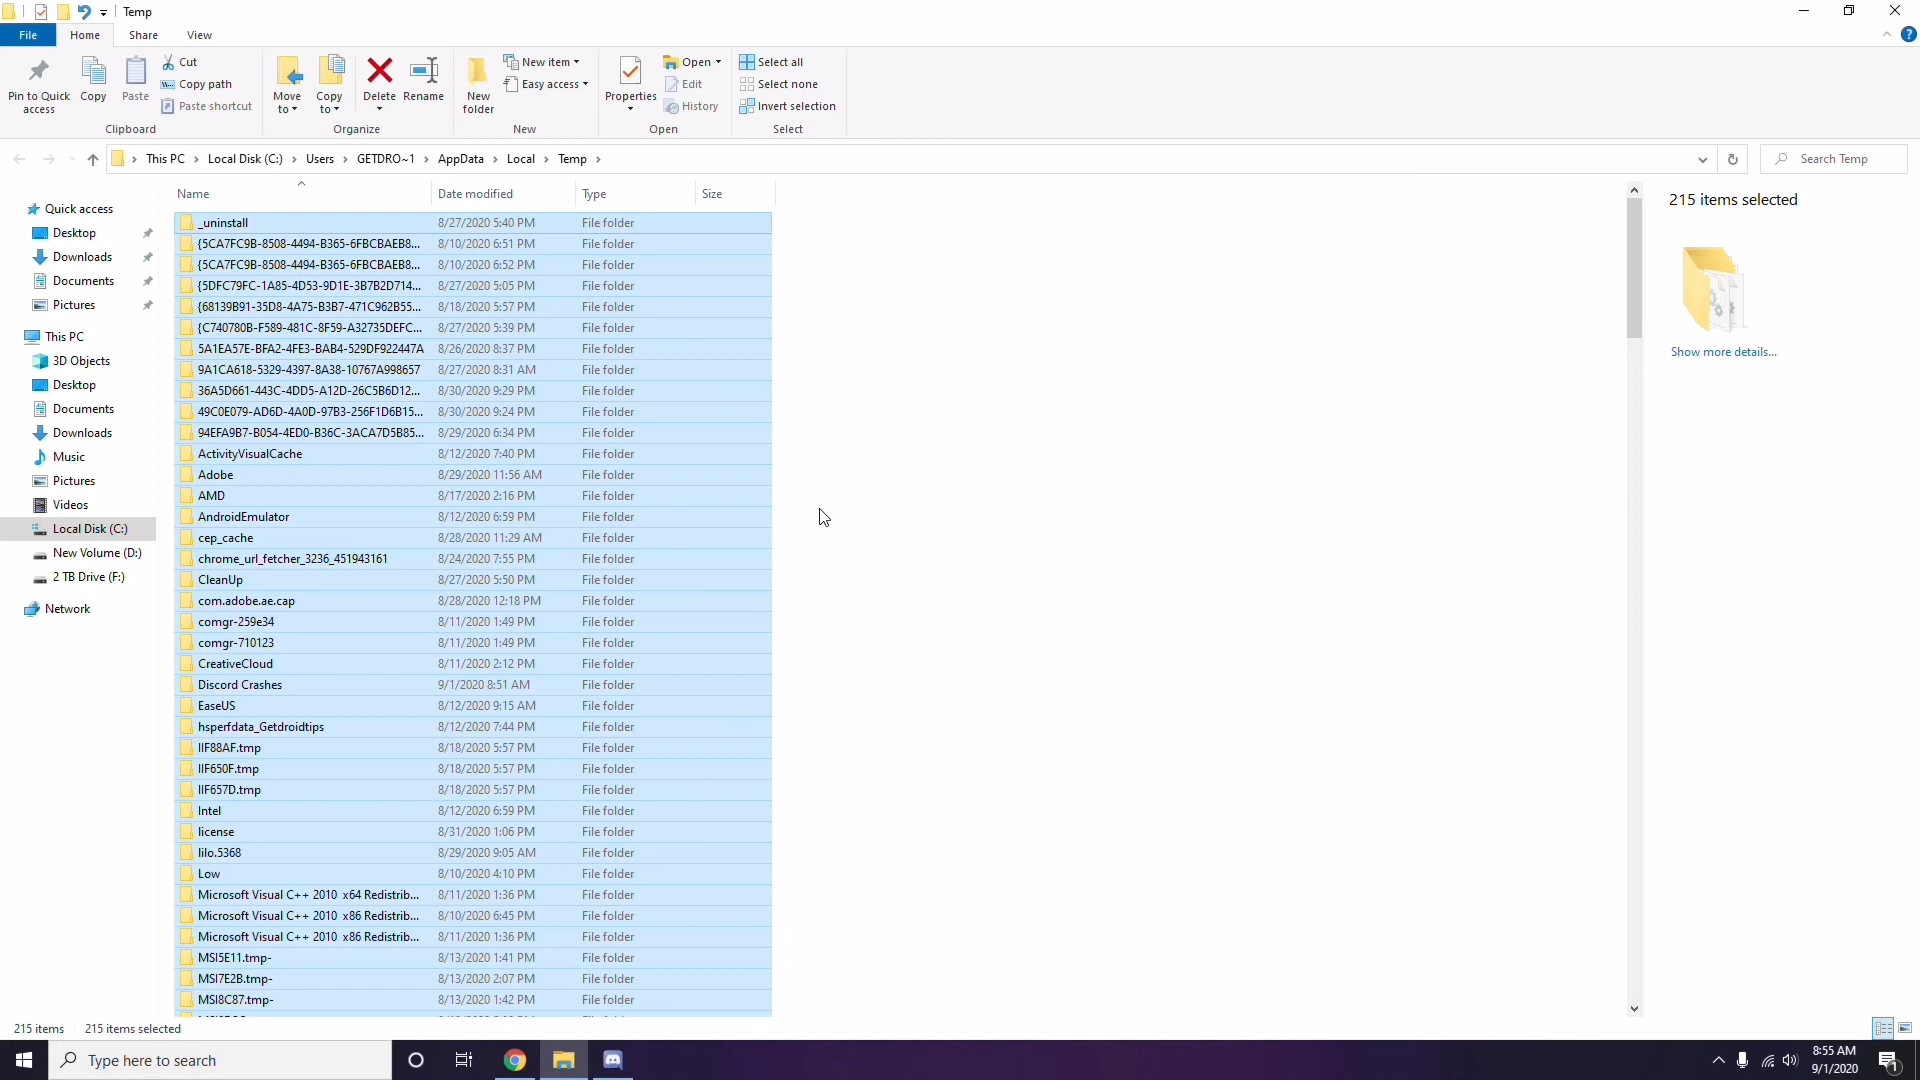 Temp
File Home Share View
Pin to Quick access
Copy
Paste
Cut
Copy path
Paste shortcut
Clipboard
Move to
Copy to
Delete
Rename
Organize
New folder
New item
Easy access
New
Properties
Open
Edit
History
Open
Select all
Select none
Invert selection
Select
This PC › Local Disk (C:) › Users › GETDRO~1 › AppData › Local › Temp ›
Search Temp
Quick access
Desktop
Downloads
Documents
Pictures
This PC
3D Objects
Desktop
Documents
Downloads
Music
Pictures
Videos
Local Disk (C:)
New Volume (D:)
2 TB Drive (F:)
Network
Name Date modified Type Size
_uninstall 8/27/2020 5:40 PM File folder
{5CA7FC9B-8508-4494-B365-6FBCBAEB8... 8/10/2020 6:51 PM File folder
{5CA7FC9B-8508-4494-B365-6FBCBAEB8... 8/10/2020 6:52 PM File folder
{5DFC79FC-1A85-4D53-9D1E-3B7B2D714... 8/27/2020 5:05 PM File folder
{68139B91-35D8-4A75-B3B7-471C962B55... 8/18/2020 5:57 PM File folder
{C740780B-F589-481C-8F59-A32735DEFC... 8/27/2020 5:39 PM File folder
5A1EA57E-BFA2-4FE3-BAB4-529DF922447A 8/26/2020 8:37 PM File folder
9A1CA618-5329-4397-8A38-10767A998657 8/27/2020 8:31 AM File folder
36A5D661-443C-4DD5-A12D-26C5B6D12... 8/30/2020 9:29 PM File folder
49C0E079-AD6D-4A0D-97B3-256F1D6B15... 8/30/2020 9:24 PM File folder
94EFA9B7-B054-4ED0-B36C-3ACA7D5B85... 8/29/2020 6:34 PM File folder
ActivityVisualCache 8/12/2020 7:40 PM File folder
Adobe 8/29/2020 11:56 AM File folder
AMD 8/17/2020 2:16 PM File folder
AndroidEmulator 8/12/2020 6:59 PM File folder
cep_cache 8/28/2020 11:29 AM File folder
chrome_url_fetcher_3236_451943161 8/24/2020 7:55 PM File folder
CleanUp 8/27/2020 5:50 PM File folder
com.adobe.ae.cap 8/28/2020 12:18 PM File folder
comgr-259e34 8/11/2020 1:49 PM File folder
comgr-710123 8/11/2020 1:49 PM File folder
CreativeCloud 8/11/2020 2:12 PM File folder
Discord Crashes 9/1/2020 8:51 AM File folder
EaseUS 8/12/2020 9:15 AM File folder
hsperfdata_Getdroidtips 8/12/2020 7:44 PM File folder
IIF88AF.tmp 8/18/2020 5:57 PM File folder
IIF650F.tmp 8/18/2020 5:57 PM File folder
IIF657D.tmp 8/18/2020 5:57 PM File folder
Intel 8/12/2020 6:59 PM File folder
license 8/31/2020 1:06 PM File folder
lilo.5368 8/29/2020 9:05 AM File folder
Low 8/10/2020 4:10 PM File folder
Microsoft Visual C++ 2010 x64 Redistrib... 8/11/2020 1:36 PM File folder
Microsoft Visual C++ 2010 x86 Redistrib... 8/10/2020 6:45 PM File folder
Microsoft Visual C++ 2010 x86 Redistrib... 8/11/2020 1:36 PM File folder
MSI5E11.tmp- 8/13/2020 1:41 PM File folder
MSI7E2B.tmp- 8/13/2020 2:07 PM File folder
MSI8C87.tmp- 8/13/2020 1:42 PM File folder
215 items selected
Show more details...
215 items 215 items selected
Type here to search
8:55 AM
9/1/2020
1